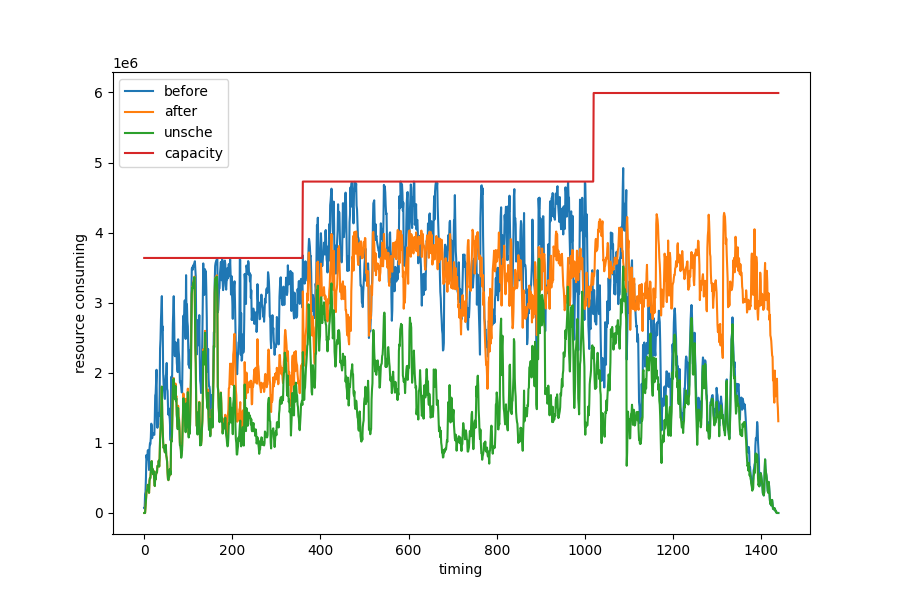 1e6
before
after
unsche
capacity
6
5
4
3
2
1
0
resource consuming
0 200 400 600 800 1000 1200 1400
timing